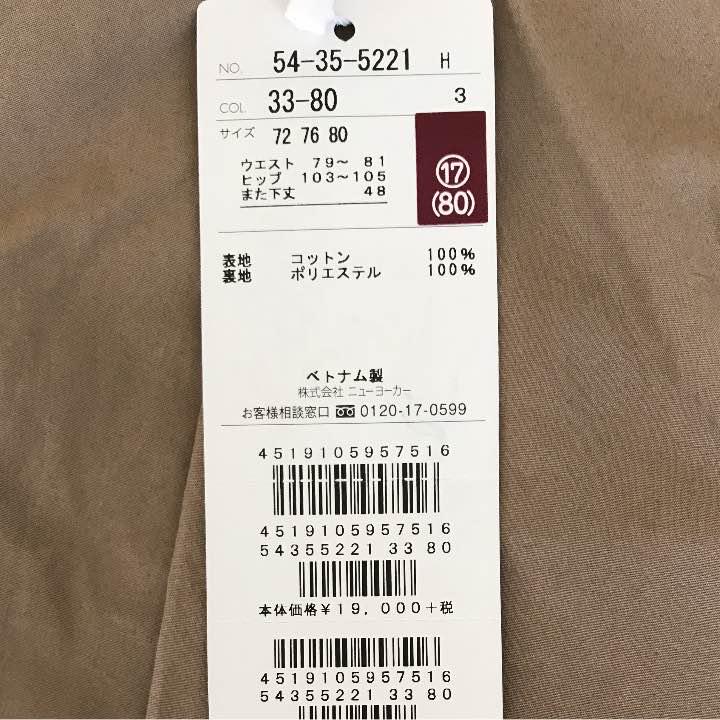 NO. 54-35-5221 H
COL. 33-80 3
サイズ 72 76 80
ウエスト 79～ 81
ヒップ 103～105
また下丈 48
⑰
(80)
表地 コットン 100%
裏地 ポリエステル 100%
ベトナム製
株式会社 ニューヨーカー
お客様相談窓口 0120-17-0599
4519105957516
4519105957516
54355221 33 80
本体価格￥19,000+税
4519105957516
54355221 33 80